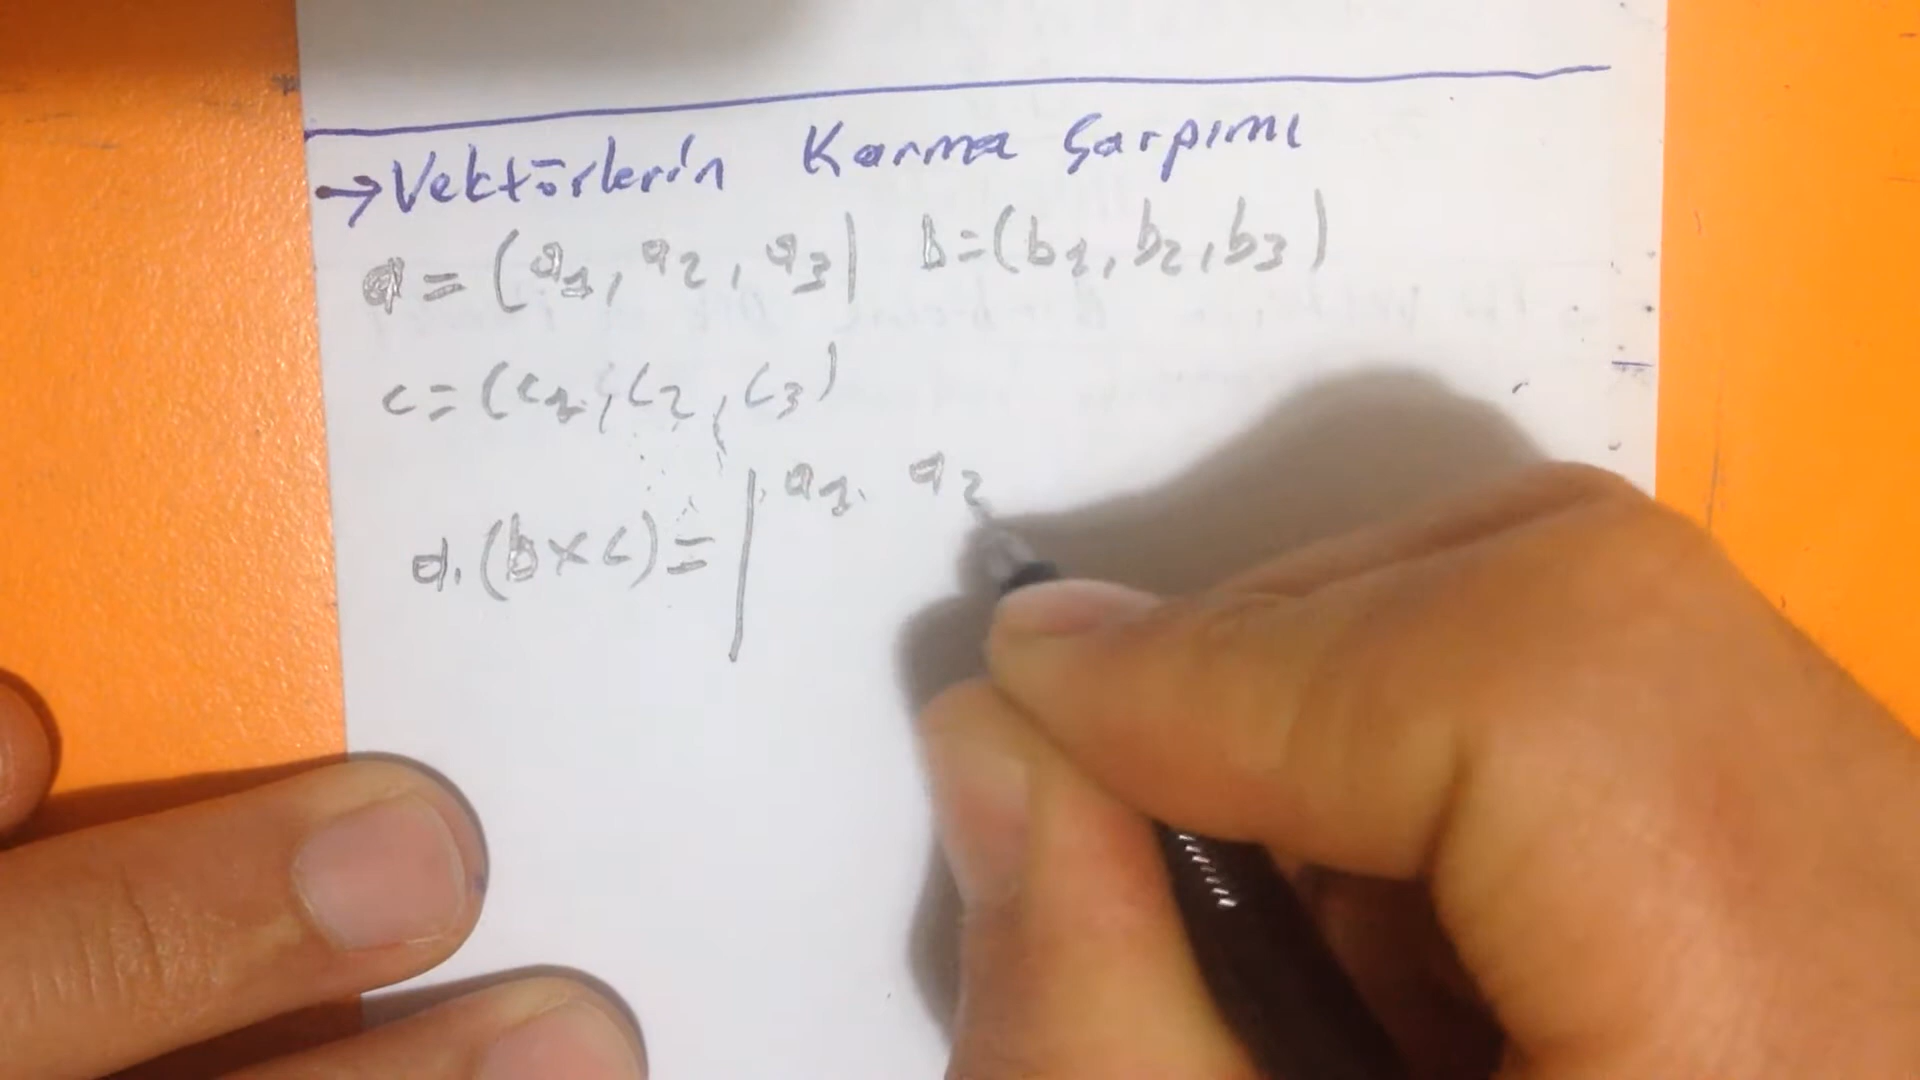 →Vektörlerin Karma Çarpımı
a = (a1, a2, a3) b=(b1, b2, b3)
c = (c1, c2, c3)
a. (b x c) = | a1 a2